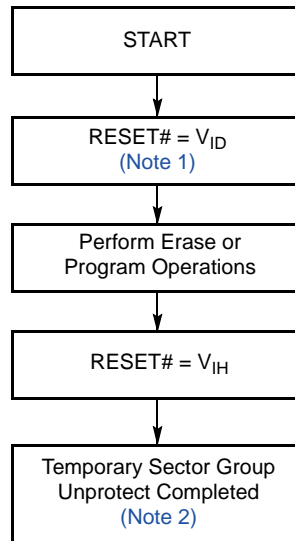 START
RESET# = VID
(Note 1)
Perform Erase or
Program Operations
RESET# = VIH
Temporary Sector Group
Unprotect Completed
(Note 2)